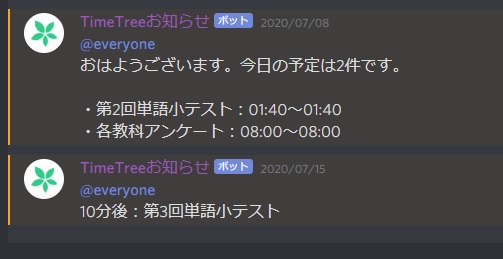 TimeTreeお知らせ ボット 2020/07/08
@everyone
おはようございます。今日の予定は2件です。
・第2回単語小テスト：01:40～01:40
・各教科アンケート：08:00～08:00
TimeTreeお知らせ ボット 2020/07/15
@everyone
10分後：第3回単語小テスト